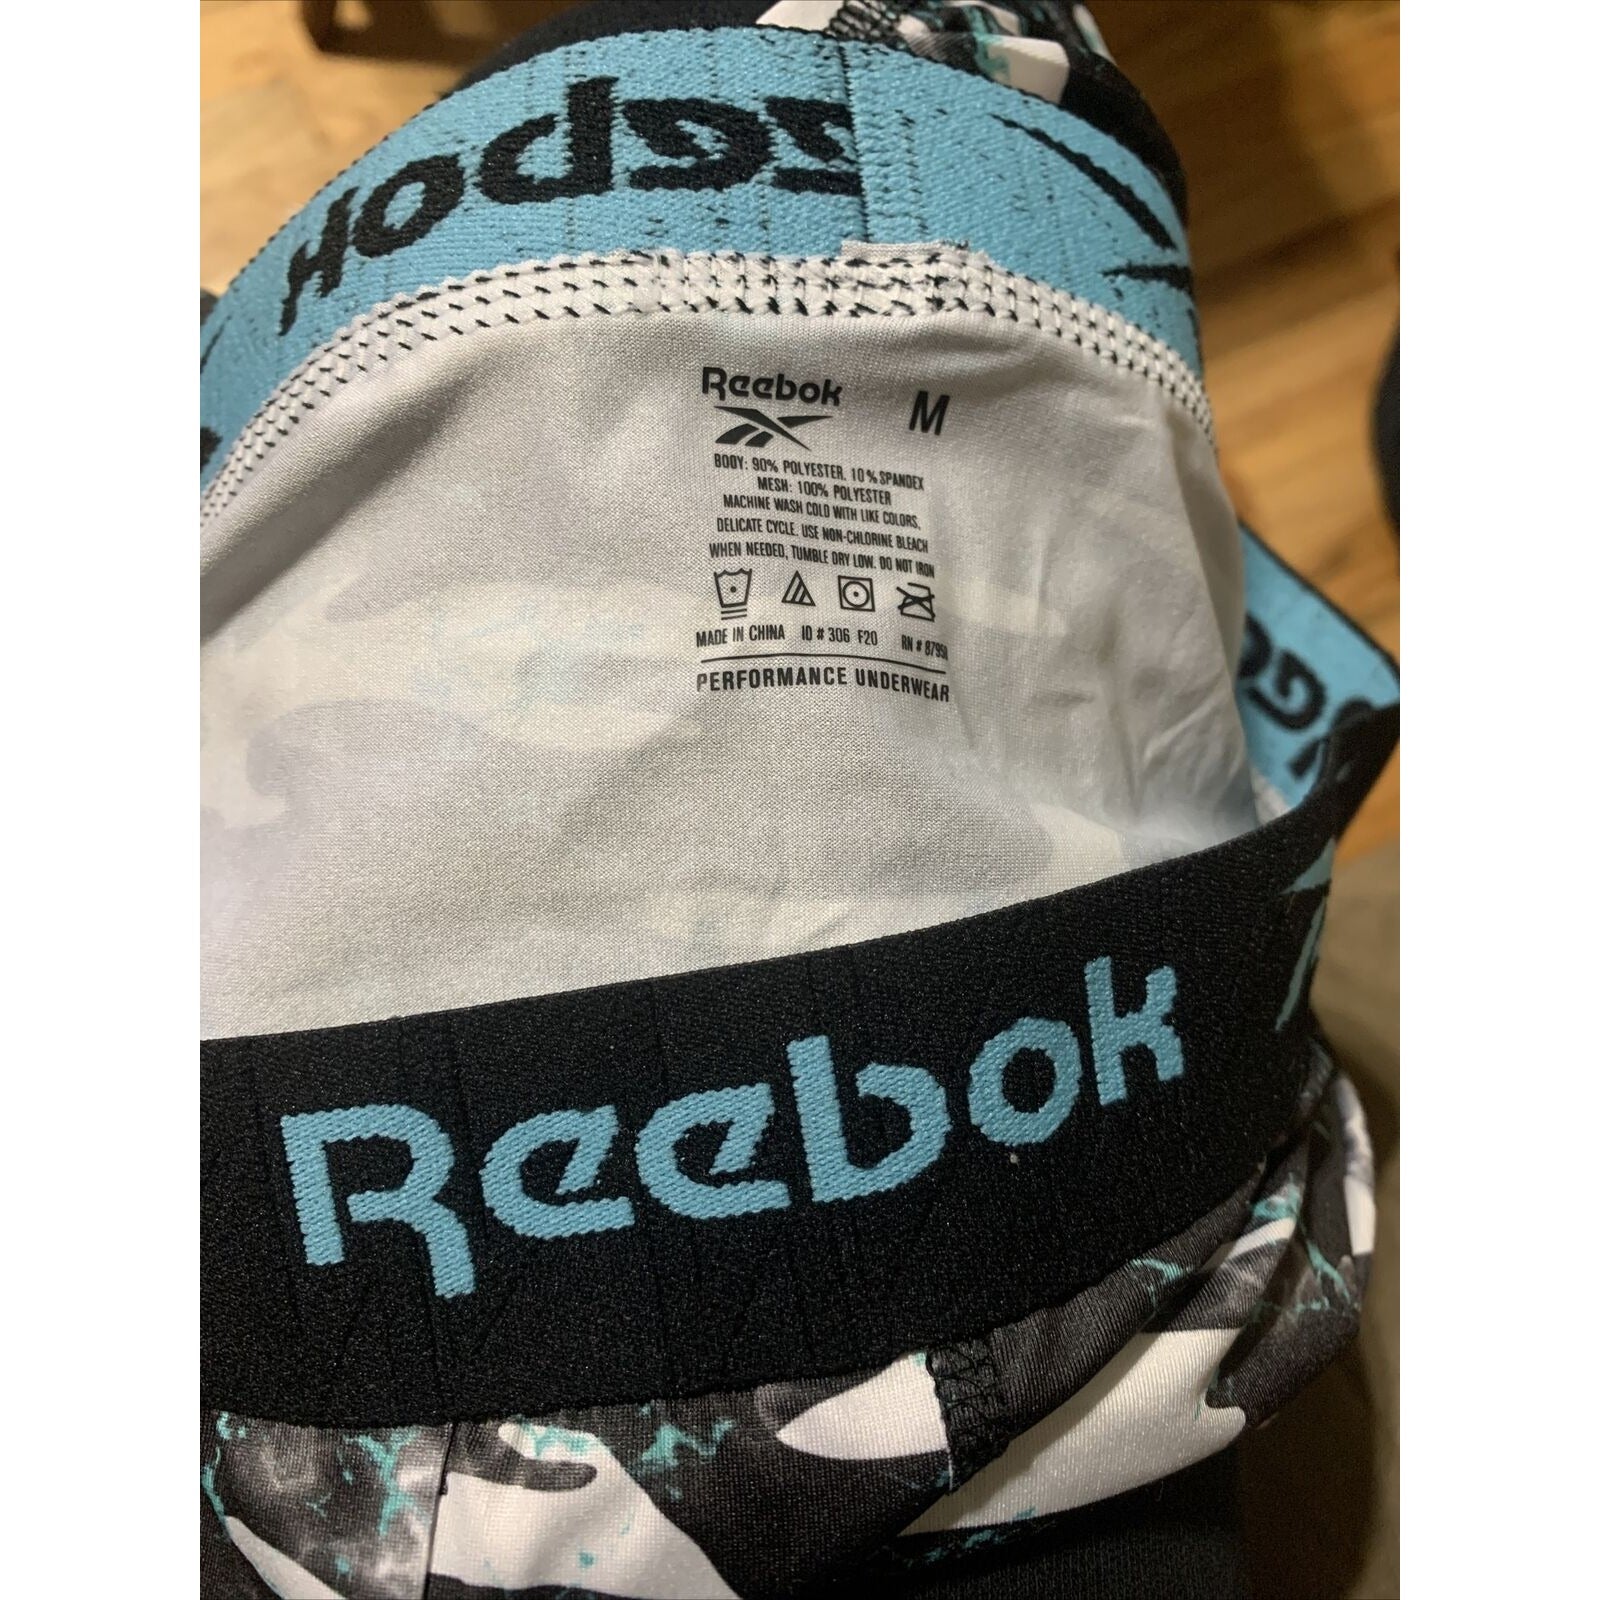 Reebok
Reebok M
BODY: 90% POLYESTER, 10% SPANDEX
MESH: 100% POLYESTER
MACHINE WASH COLD WITH LIKE COLORS,
DELICATE CYCLE. USE NON-CHLORINE BLEACH
WHEN NEEDED, TUMBLE DRY LOW. DO NOT IRON
MADE IN CHINA ID # 306 F20 RN #
PERFORMANCE UNDERWEAR
Reebok